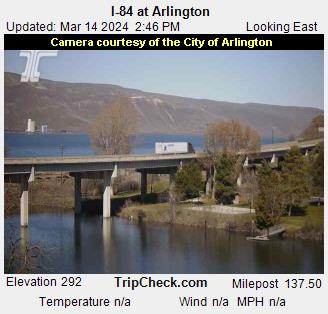 I-84 at Arlington
Updated: Mar 14 2024 2:46 PM Looking East
Camera courtesy of the City of Arlington
Elevation 292 TripCheck.com Milepost 137.50
Temperature n/a Wind n/a MPH n/a